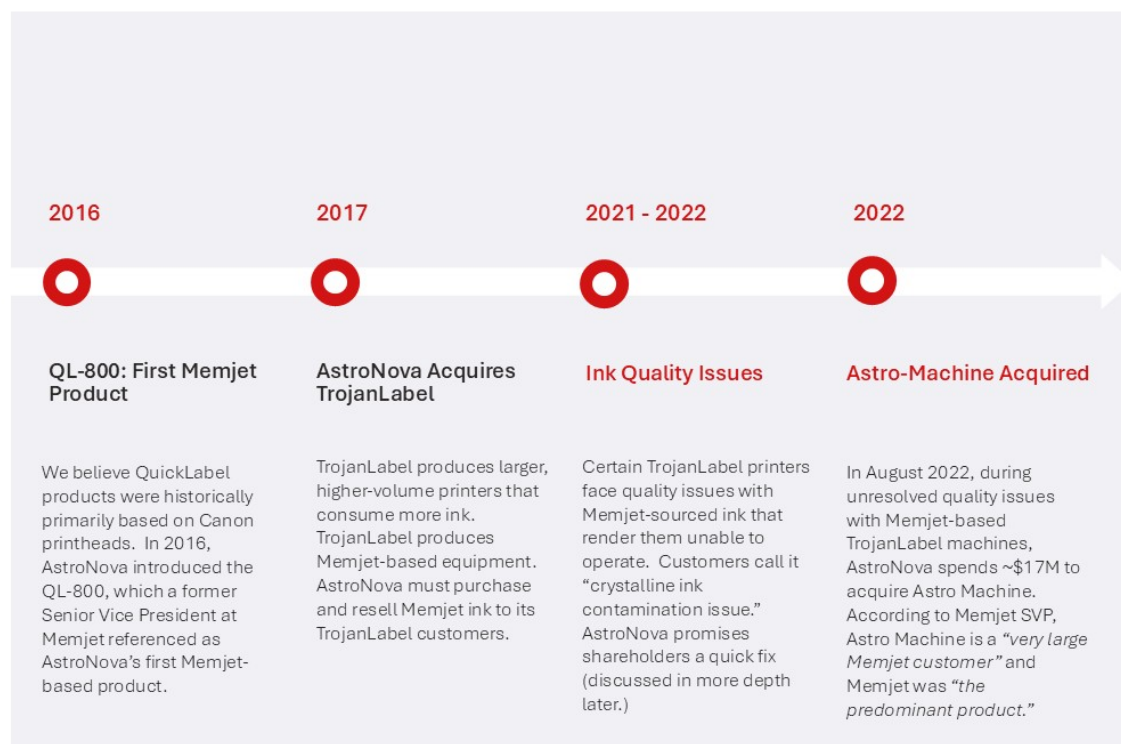 2016
QL-800: First Memjet
Product
We believe QuickLabel
products were historically
primarily based on Canon
printheads.  In 2016,
AstroNova introduced the
QL-800, which a former
Senior Vice President at
Memjet referenced as
AstroNova’s first Memjet-
based product.
2017
AstroNova Acquires
TrojanLabel
TrojanLabel produces larger,
higher-volume printers that
consume more ink.
TrojanLabel produces
Memjet-based equipment.
AstroNova must purchase
and resell Memjet ink to its
TrojanLabel customers.
2021 - 2022
Ink Quality Issues
Certain TrojanLabel printers
face quality issues with
Memjet-sourced ink that
render them unable to
operate.  Customers call it
“crystalline ink
contamination issue.”
AstroNova promises
shareholders a quick fix
(discussed in more depth
later.)
2022
Astro-Machine Acquired
In August 2022, during
unresolved quality issues
with Memjet-based
TrojanLabel machines,
AstroNova spends ~$17M to
acquire Astro Machine.
According to Memjet SVP,
Astro Machine is a “very large
Memjet customer” and
Memjet was “the
predominant product.”